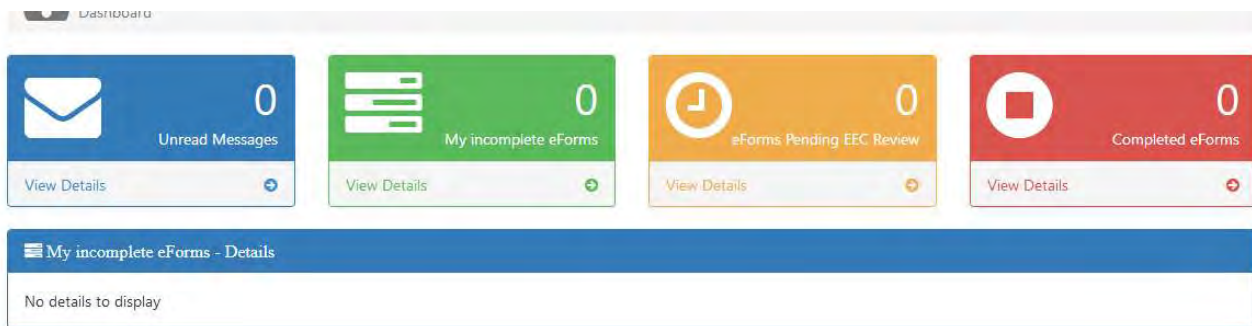 Dashboard
0
Unread Messages
View Details
0
My incomplete eForms
View Details
0
eForms Pending EEC Review
View Details
0
Completed eForms
View Details
My incomplete eForms - Details
No details to display